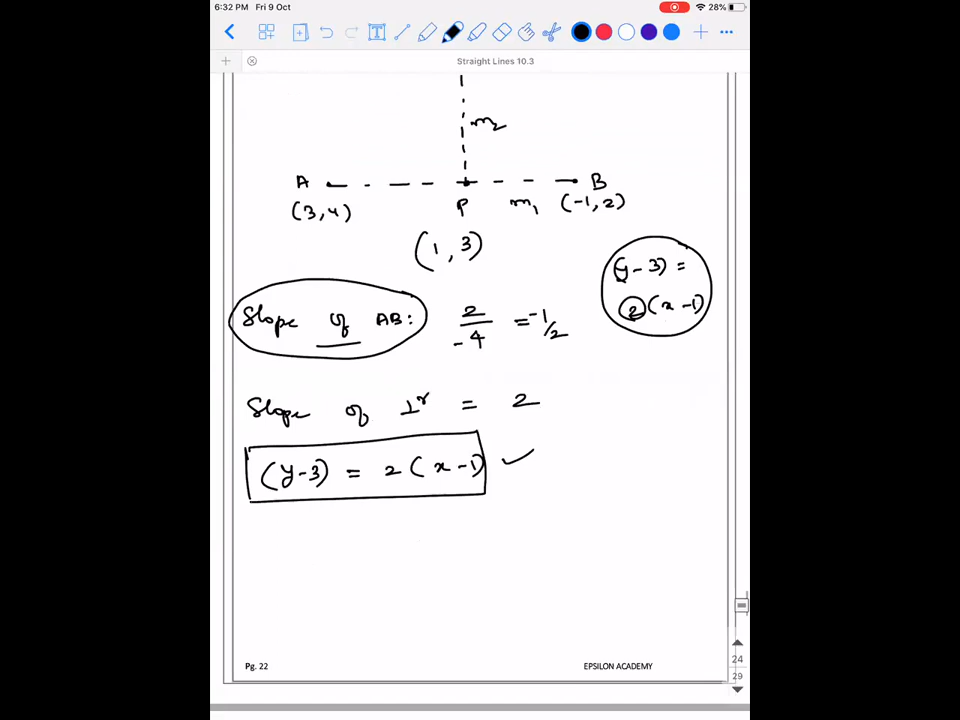 6:32 PM Fri 9 Oct 28%
Straight Lines 10.3
m2
A B
P m1
(3,4) (-1,2)
(1,3)
(y-3) =
2(x-1)
Slope of AB: 2/-4 = -1/2
Slope of ⊥r = 2
(y-3) = 2(x-1) ✓
Pg. 22 EPSILON ACADEMY
24
29